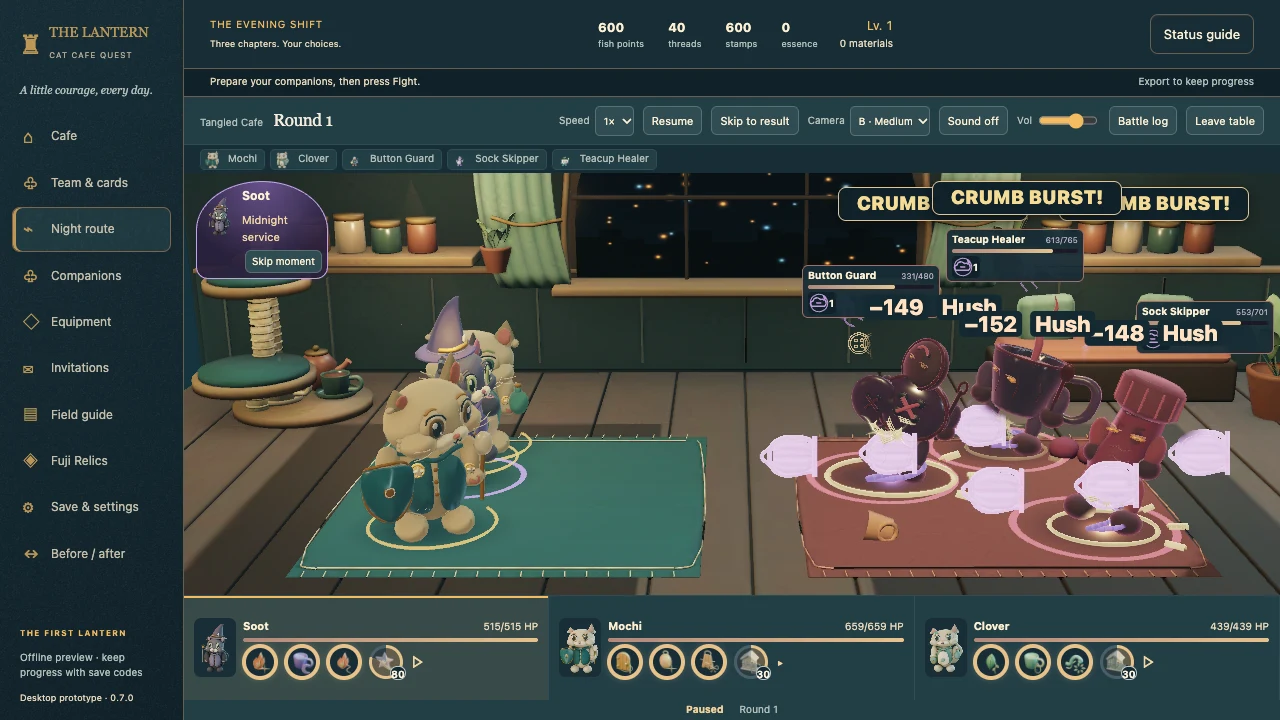 THE LANTERN
CAT CAFE QUEST
A little courage, every day.
Cafe
Team & cards
Night route
Companions
Equipment
Invitations
Field guide
Fuji Relics
Save & settings
Before / after
THE FIRST LANTERN
Offline preview · keep
progress with save codes
Desktop prototype · 0.7.0
THE EVENING SHIFT
Three chapters. Your choices.
600
fish points
40
threads
600
stamps
0
essence
Lv. 1
0 materials
Status guide
Prepare your companions, then press Fight.
Export to keep progress
Tangled Cafe
Round 1
Speed
1x
Resume
Skip to result
Camera
B · Medium
Sound off
Vol
Battle log
Leave table
Mochi
Clover
Button Guard
Sock Skipper
Teacup Healer
Soot
Midnight
service
Skip moment
CRUMB
CRUMB BURST!
MB BURST!
Teacup Healer 613/765
1
Button Guard 331/480
1
Sock Skipper 553/701
−149 Hush
−152 Hush
−148 Hush
Soot 515/515 HP
80
Mochi 659/659 HP
30
Clover 439/439 HP
30
Paused Round 1